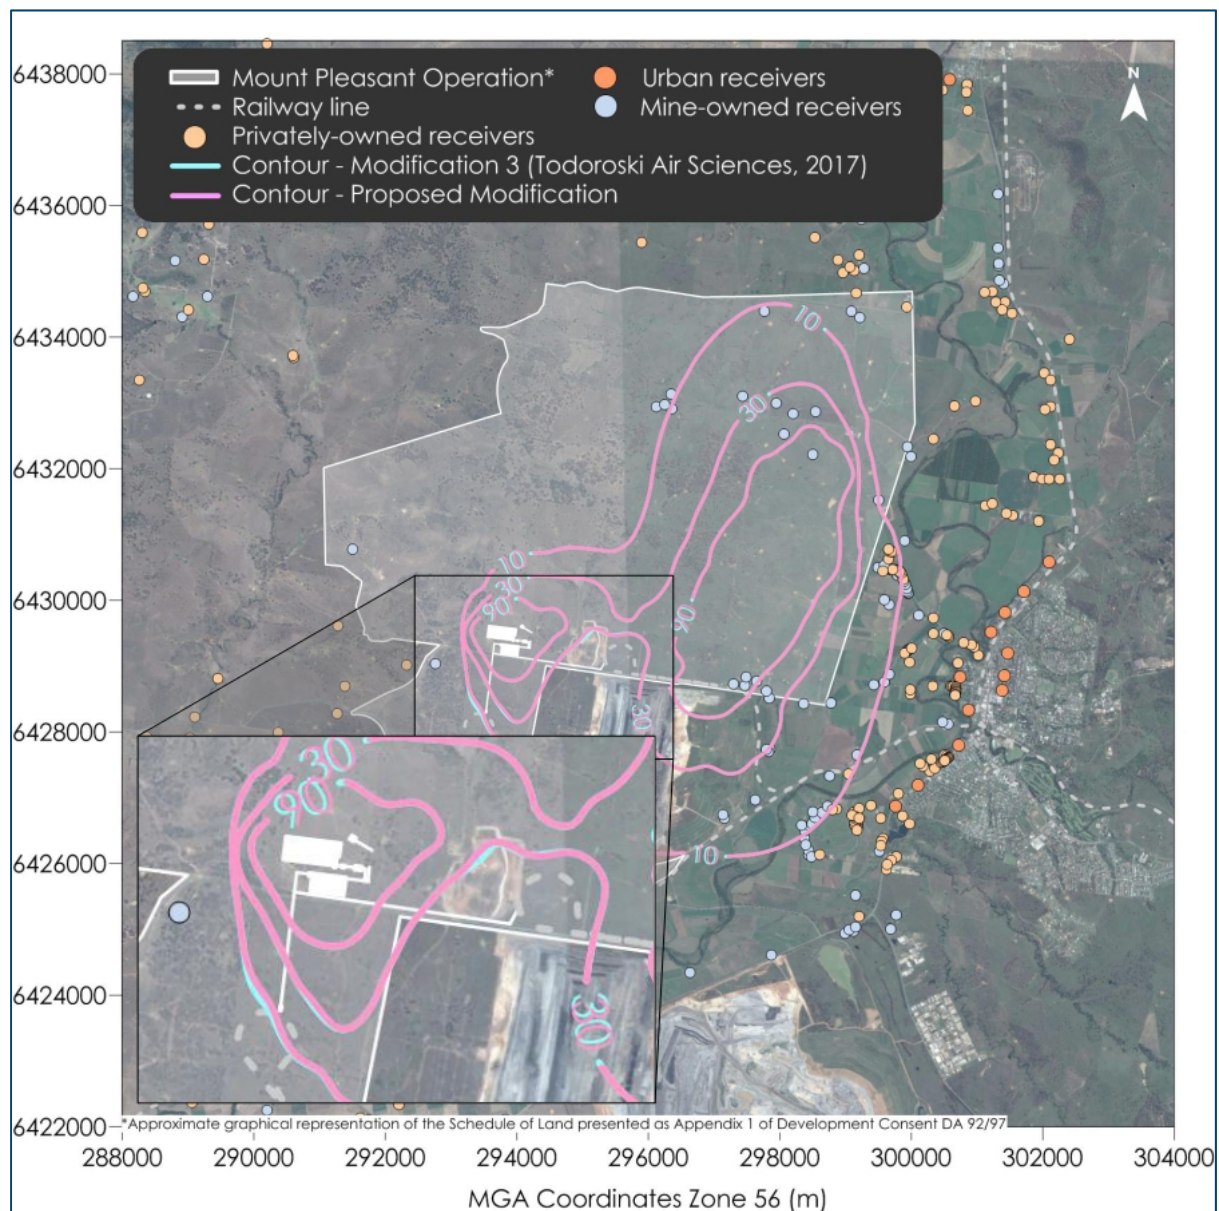 Mount Pleasant Operation*
Urban receivers
Railway line
Mine-owned receivers
Privately-owned receivers
Contour - Modification 3 (Todoroski Air Sciences, 2017)
Contour - Proposed Modification
N
6438000
6436000
6434000
6432000
6430000
6428000
6426000
6424000
6422000
10
30
90
10
30
90
30
10
30
90
30
*Approximate graphical representation of the Schedule of Land presented as Appendix 1 of Development Consent DA 92/97
288000 290000 292000 294000 296000 298000 300000 302000 304000
MGA Coordinates Zone 56 (m)